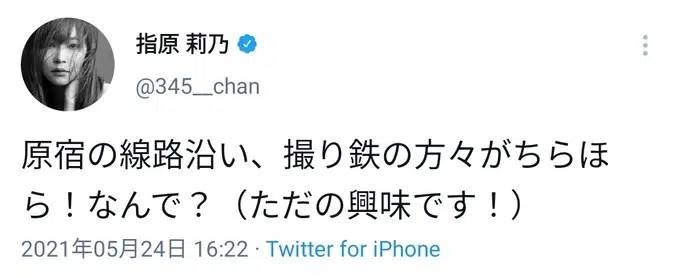 指原 莉乃
@345__chan
原宿の線路沿い、撮り鉄の方々がちらほ
ら！なんで？（ただの興味です！）
2021年05月24日 16:22 · Twitter for iPhone